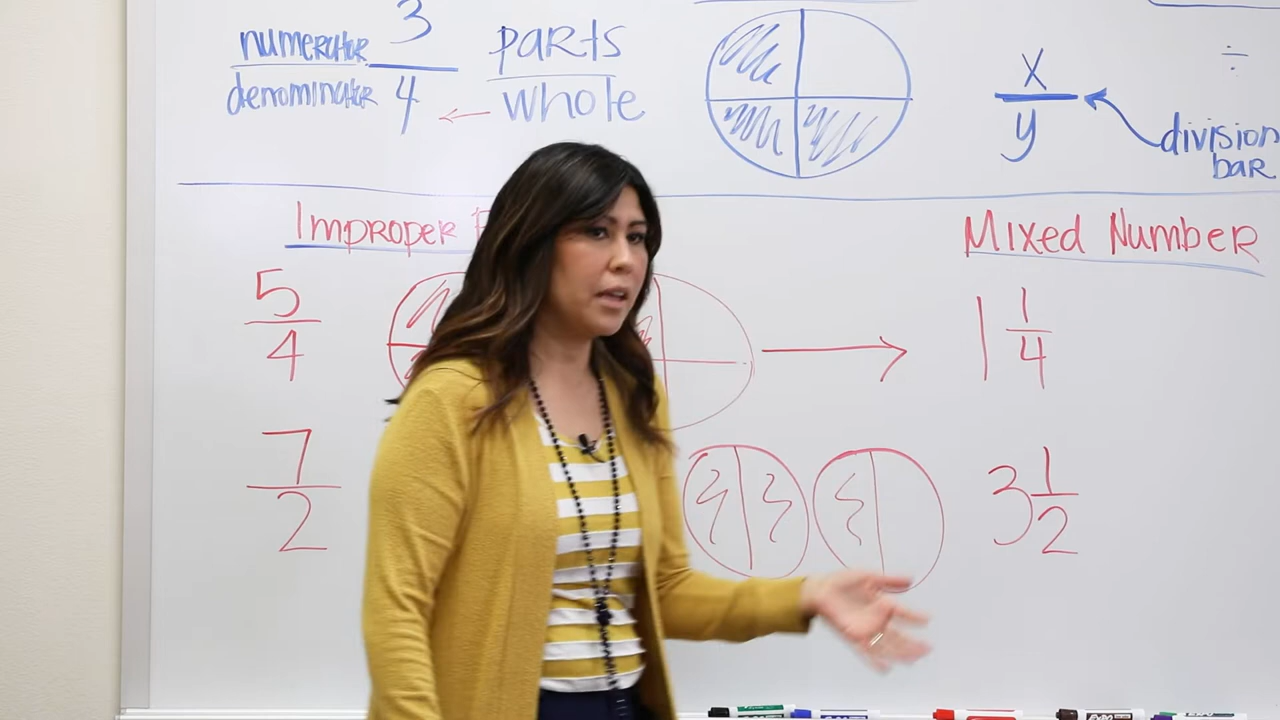 numerator 3 parts
denominator 4 whole
x
y
÷
division
bar
Improper
Mixed Number
5
4
1 1
4
7
2
3 1
2